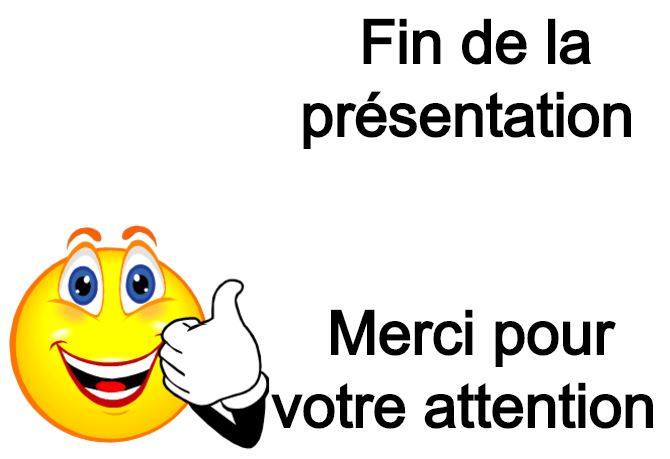 Fin de la
présentation
Merci pour
votre attention